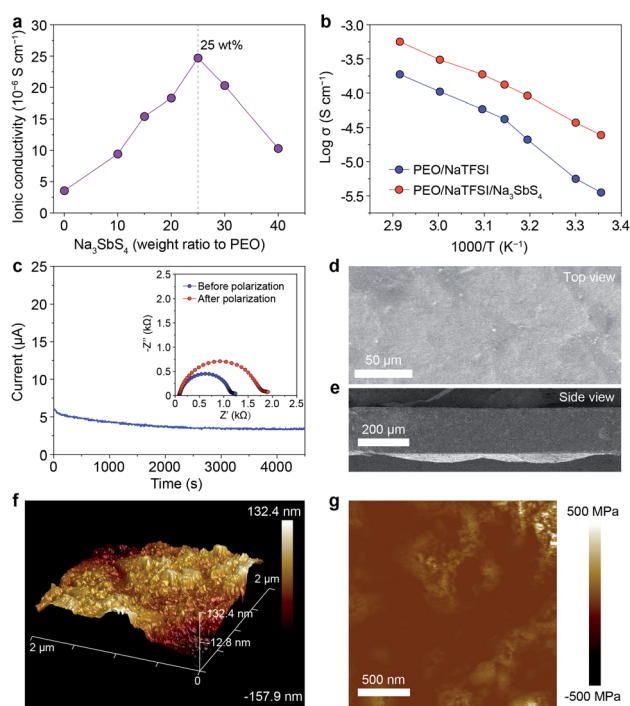 a
30
25
20
15
10
5
0
Ionic conductivity (10⁻⁶ S cm⁻¹)
25 wt%
0 10 20 30 40
Na₃SbS₄ (weight ratio to PEO)
b
-3.0
-3.5
-4.0
-4.5
-5.0
-5.5
Log σ (S cm⁻¹)
PEO/NaTFSI
PEO/NaTFSI/Na₃SbS₄
2.9 3.0 3.1 3.2 3.3 3.4
1000/T (K⁻¹)
c
25
20
15
10
5
0
Current (μA)
0 1000 2000 3000 4000
Time (s)
2.5
2.0
1.5
1.0
0.5
0
-Z'' (kΩ)
Before polarization
After polarization
0 0.5 1.0 1.5 2.0 2.5
Z' (kΩ)
d
Top view
50 μm
e
Side view
200 μm
f
132.4 nm
2 μm
132.4 nm
-12.8 nm
2 μm
0
-157.9 nm
g
500 MPa
500 nm
-500 MPa